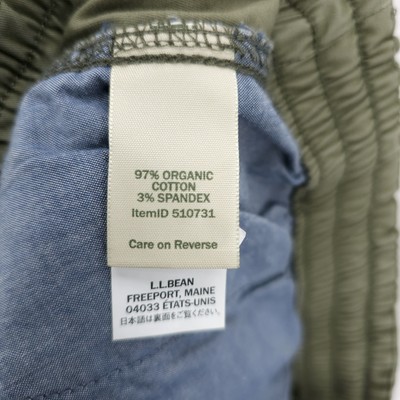 97% ORGANIC
COTTON
3% SPANDEX
ItemID 510731
Care on Reverse
L.L.BEAN
FREEPORT, MAINE
04033 ÉTATS-UNIS
日本語は裏面をご覧ください。